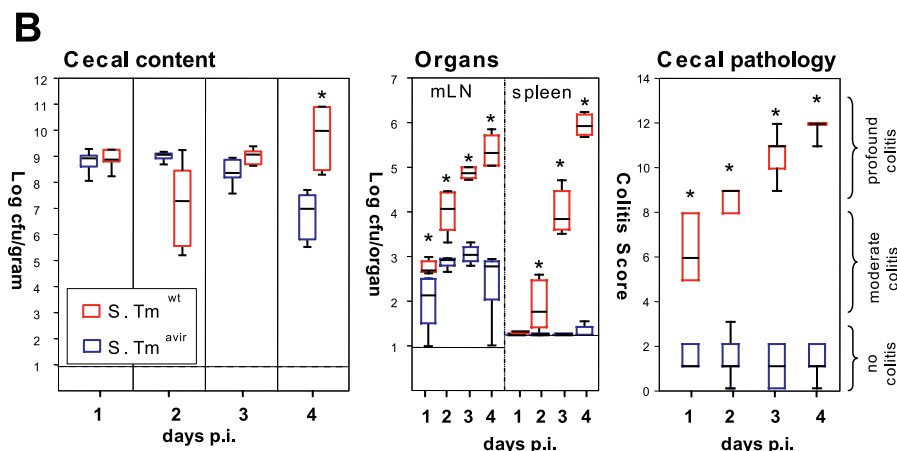 B
Cecal content
Log cfu/gram
12
11
10
9
8
7
6
5
4
3
2
1
*
S. Tm wt
S. Tm avir
1 2 3 4
days p.i.
Organs
mLN spleen
Log cfu/organ
7
6
5
4
3
2
1
0
* * * * * * *
1 2 3 4 1 2 3 4
days p.i. days p.i.
Cecal pathology
Colitis Score
14
12
10
8
6
4
2
0
* * * *
1 2 3 4
days p.i.
profound colitis
moderate colitis
no colitis